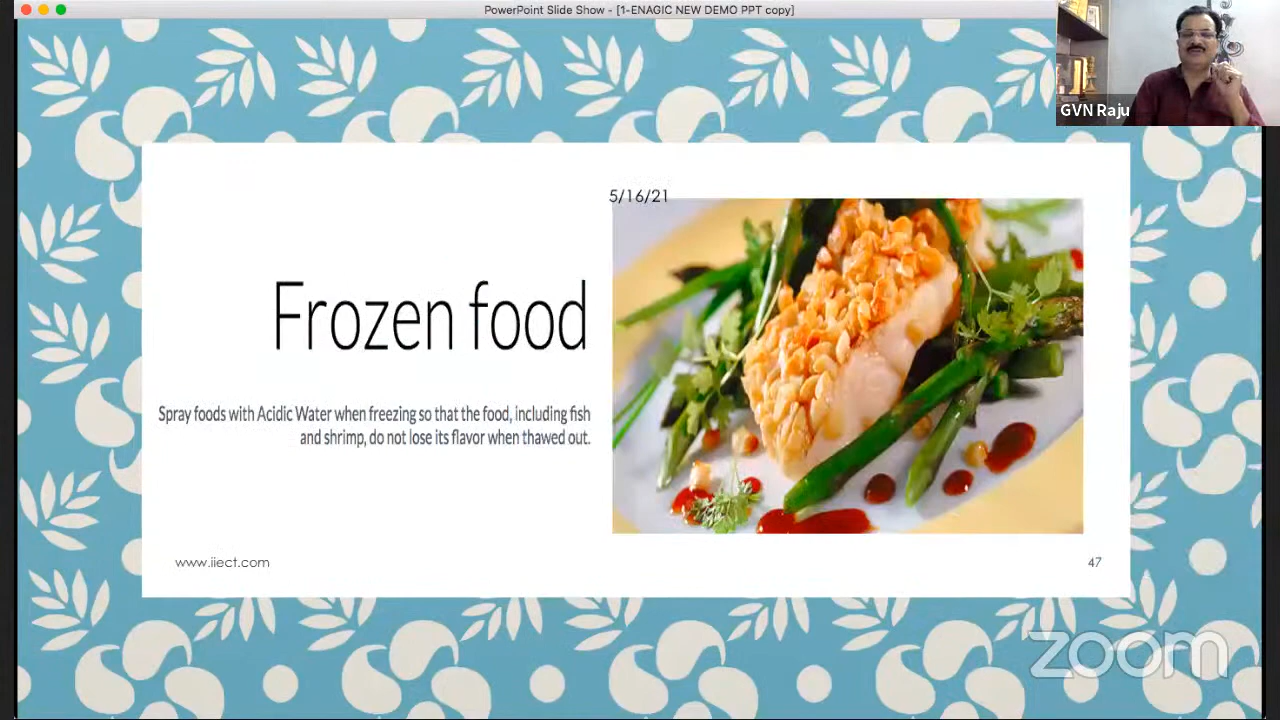 PowerPoint Slide Show - [1-ENAGIC NEW DEMO PPT copy]
GVN Raju
5/16/21
Frozen food
Spray foods with Acidic Water when freezing so that the food, including fish
and shrimp, do not lose its flavor when thawed out.
www.iiect.com
47
zoom